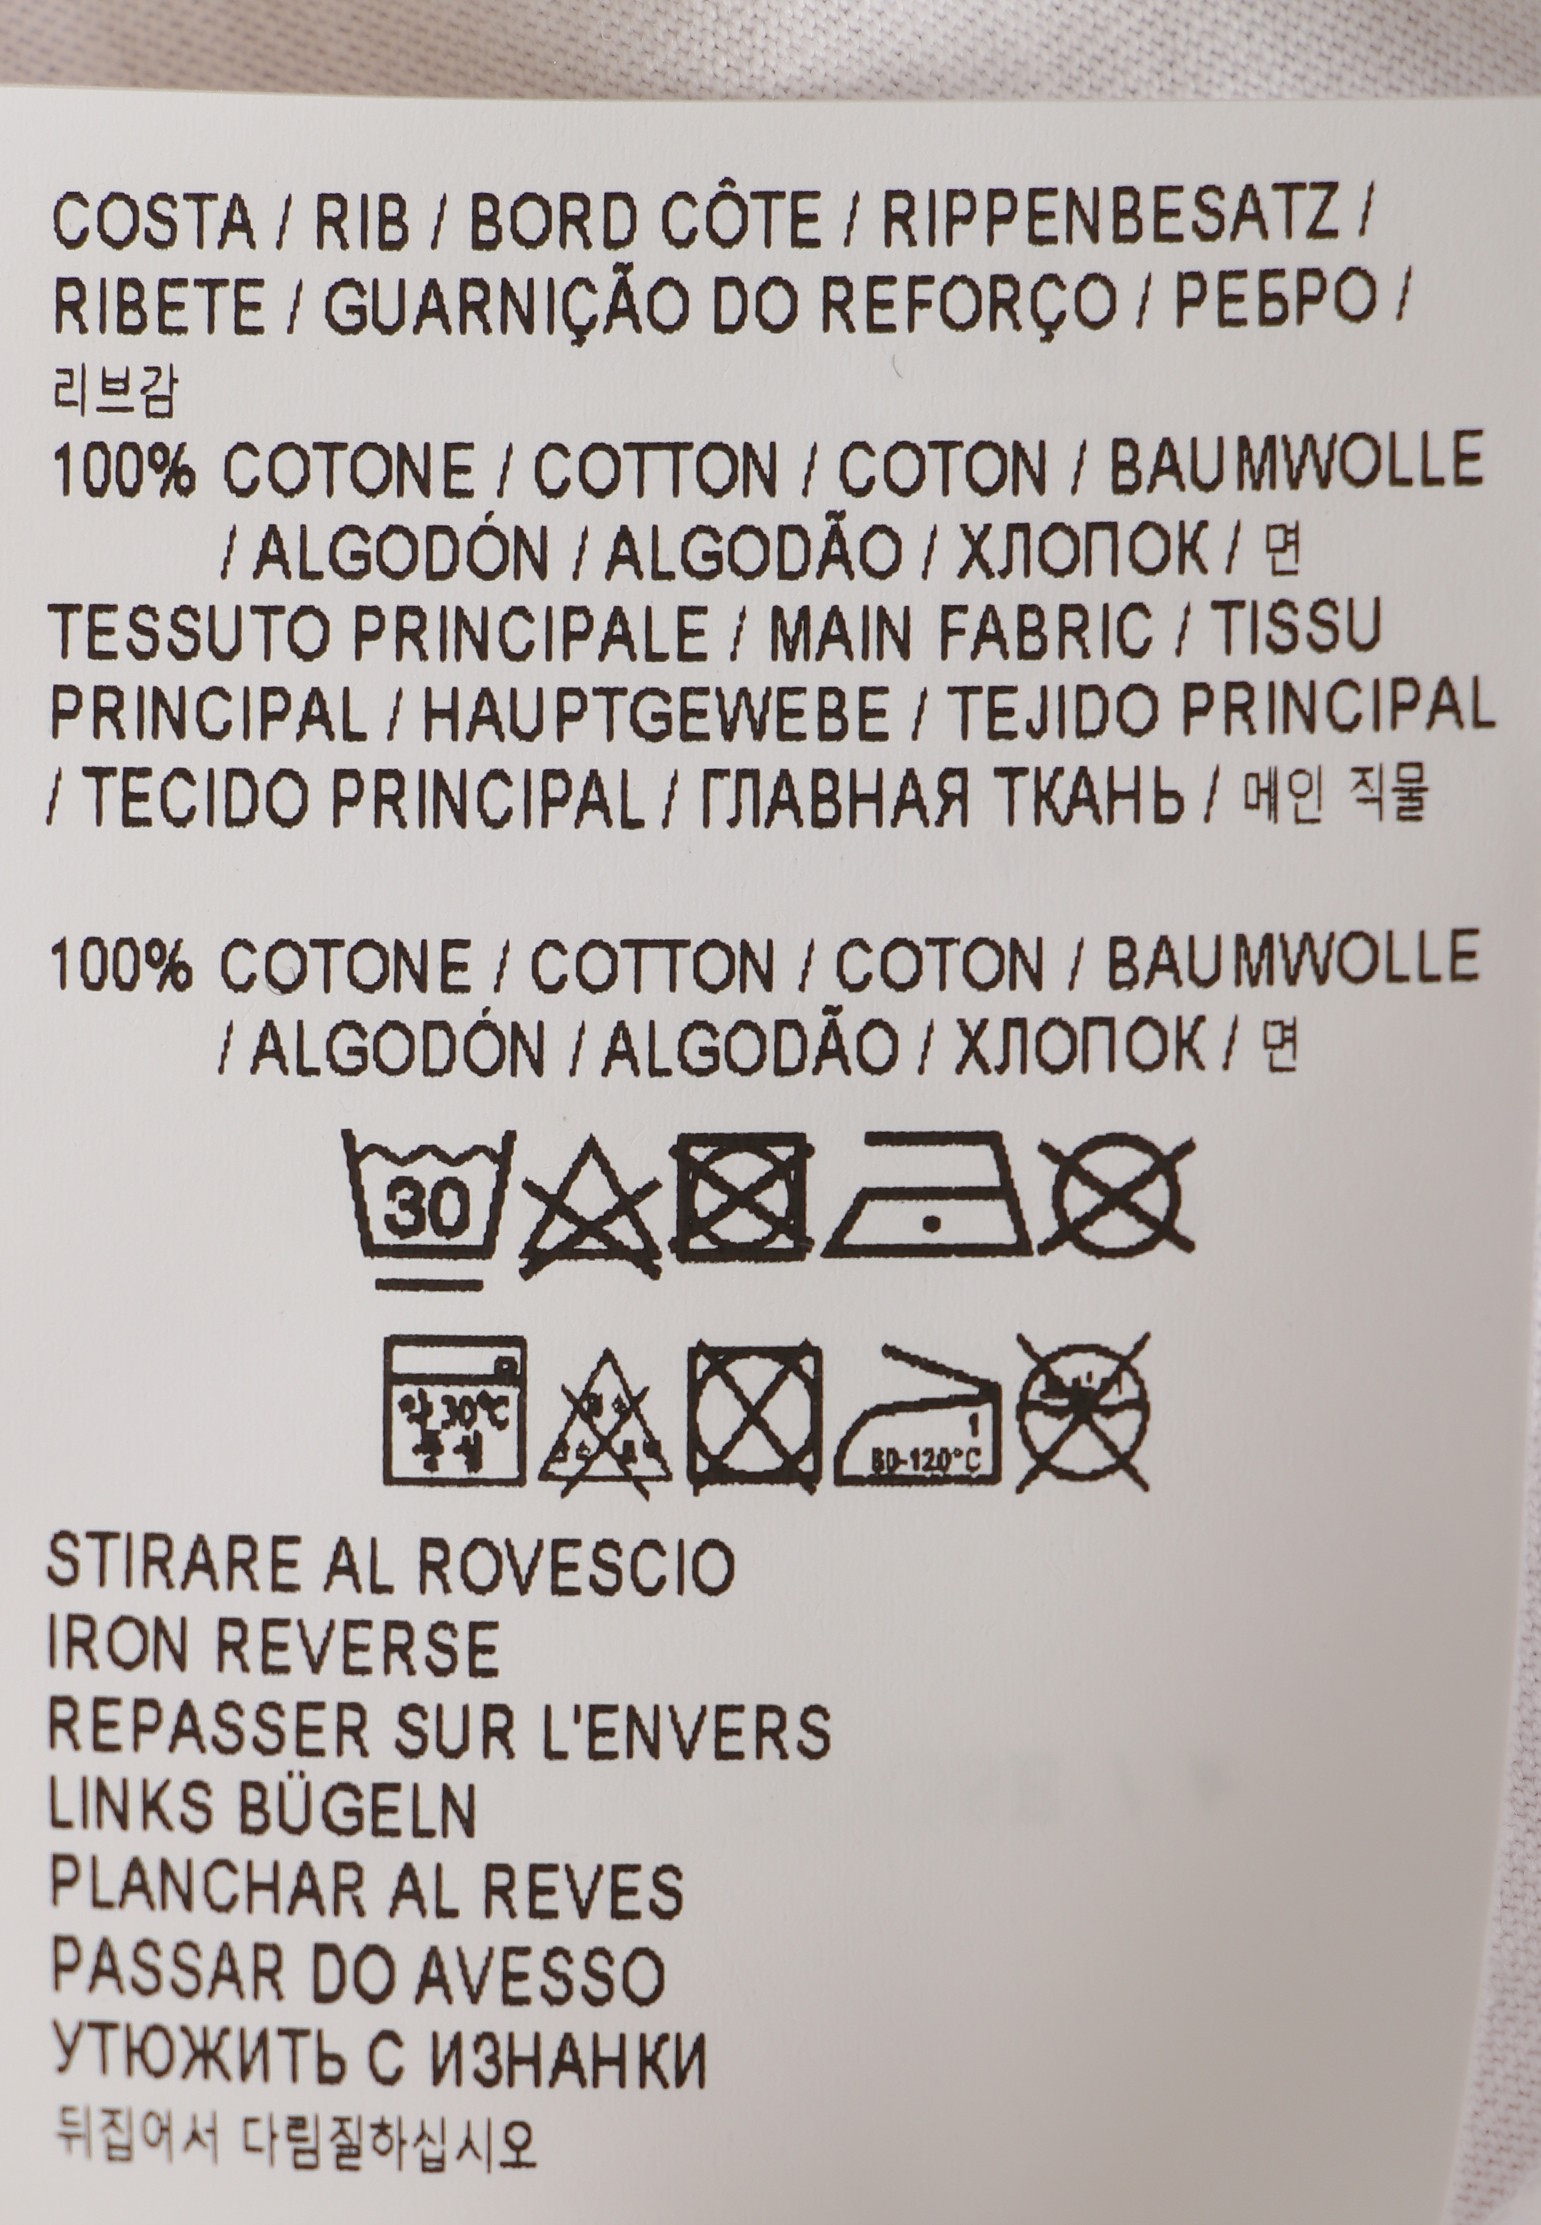 COSTA / RIB / BORD CÔTE / RIPPENBESATZ /
RIBETE / GUARNIÇÃO DO REFORÇO / РЕБРО /
리브감
100% COTONE / COTTON / COTON / BAUMWOLLE
/ ALGODÓN / ALGODÃO / ХЛОПОК / 면
TESSUTO PRINCIPALE / MAIN FABRIC / TISSU
PRINCIPAL / HAUPTGEWEBE / TEJIDO PRINCIPAL
/ TECIDO PRINCIPAL / ГЛАВНАЯ ТКАНЬ / 메인 직물
100% COTONE / COTTON / COTON / BAUMWOLLE
/ ALGODÓN / ALGODÃO / ХЛОПОК / 면
30
약 30°C
중성
1
80-120°C
STIRARE AL ROVESCIO
IRON REVERSE
REPASSER SUR L'ENVERS
LINKS BÜGELN
PLANCHAR AL REVES
PASSAR DO AVESSO
УТЮЖИТЬ С ИЗНАНКИ
뒤집어서 다림질하십시오